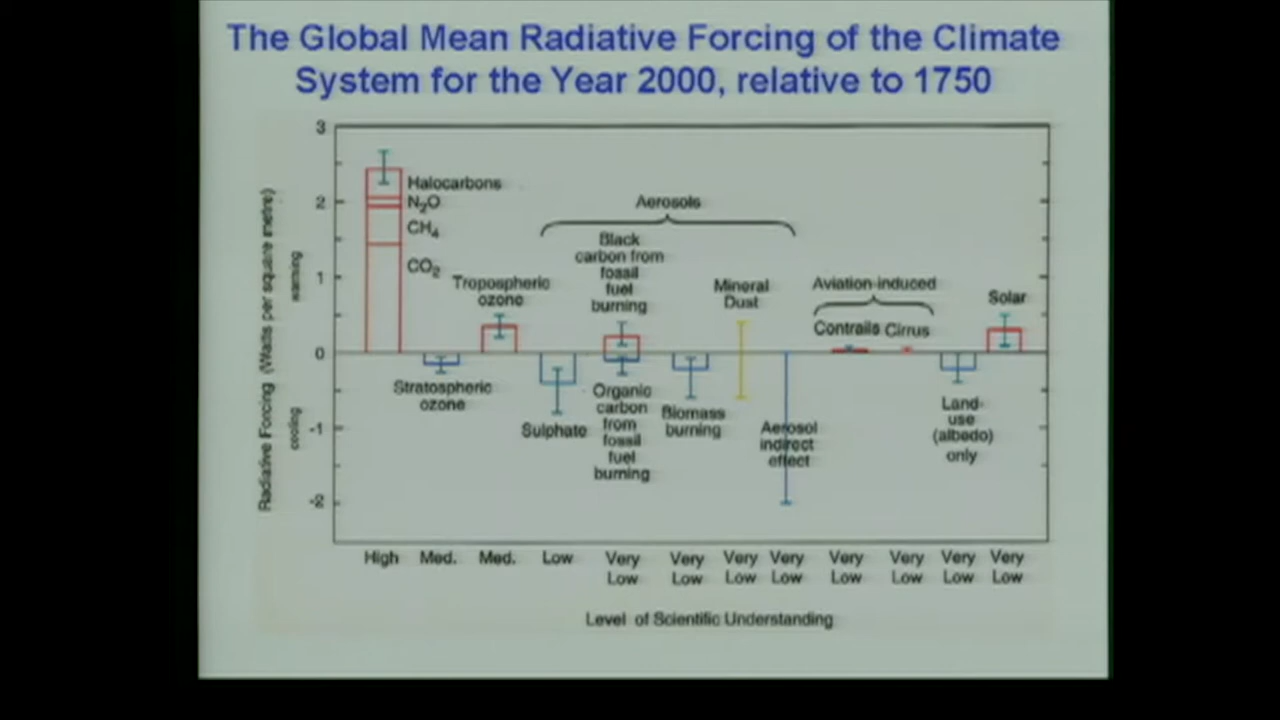 The Global Mean Radiative Forcing of the Climate
System for the Year 2000, relative to 1750
3
2
1
0
-1
-2
Radiative Forcing (Watts per square metre)
cooling
warming
Halocarbons
N₂O
CH₄
CO₂
Stratospheric
ozone
Tropospheric
ozone
Aerosols
Sulphate
Black
carbon from
fossil
fuel
burning
Organic
carbon
from
fossil
fuel
burning
Biomass
burning
Mineral
Dust
Aerosol
indirect
effect
Aviation-induced
Contrails Cirrus
Land-
use
(albedo)
only
Solar
High Med. Med. Low Very Very Very Very Very Very Very Very
Low Low Low Low Low Low Low Low
Level of Scientific Understanding